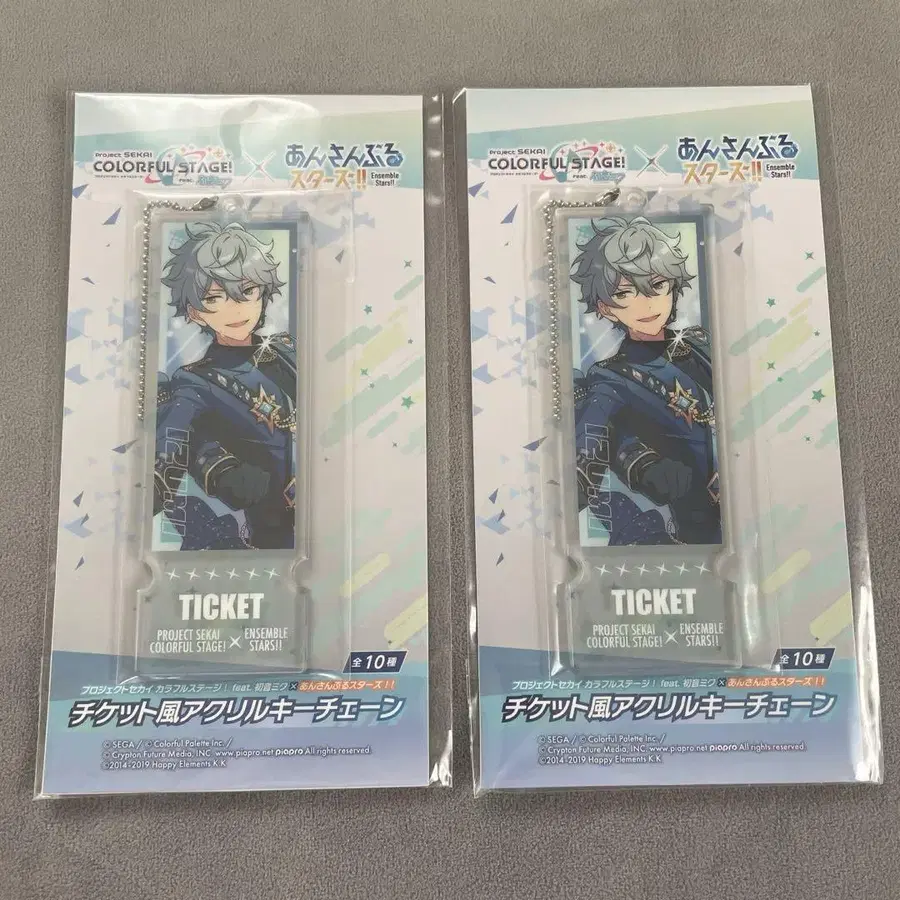 Project SEKAI
COLORFUL STAGE!
feat. 初音ミク
×
あんさんぶるスターズ!!
Ensemble Stars!!
IZUMI
TICKET
PROJECT SEKAI COLORFUL STAGE! × ENSEMBLE STARS!!
全10種
プロジェクトセカイ カラフルステージ! feat. 初音ミク×あんさんぶるスターズ!!
チケット風アクリルキーチェーン
© SEGA / © Colorful Palette Inc. /
© Crypton Future Media, INC. www.piapro.net piapro All rights reserved.
©2014-2019 Happy Elements K.K
Project SEKAI
COLORFUL STAGE!
feat. 初音ミク
×
あんさんぶるスターズ!!
Ensemble Stars!!
IZUMI
TICKET
PROJECT SEKAI COLORFUL STAGE! × ENSEMBLE STARS!!
全10種
プロジェクトセカイ カラフルステージ! feat. 初音ミク×あんさんぶるスターズ!!
チケット風アクリルキーチェーン
© SEGA / © Colorful Palette Inc. /
© Crypton Future Media, INC. www.piapro.net piapro All rights reserved.
©2014-2019 Happy Elements K.K